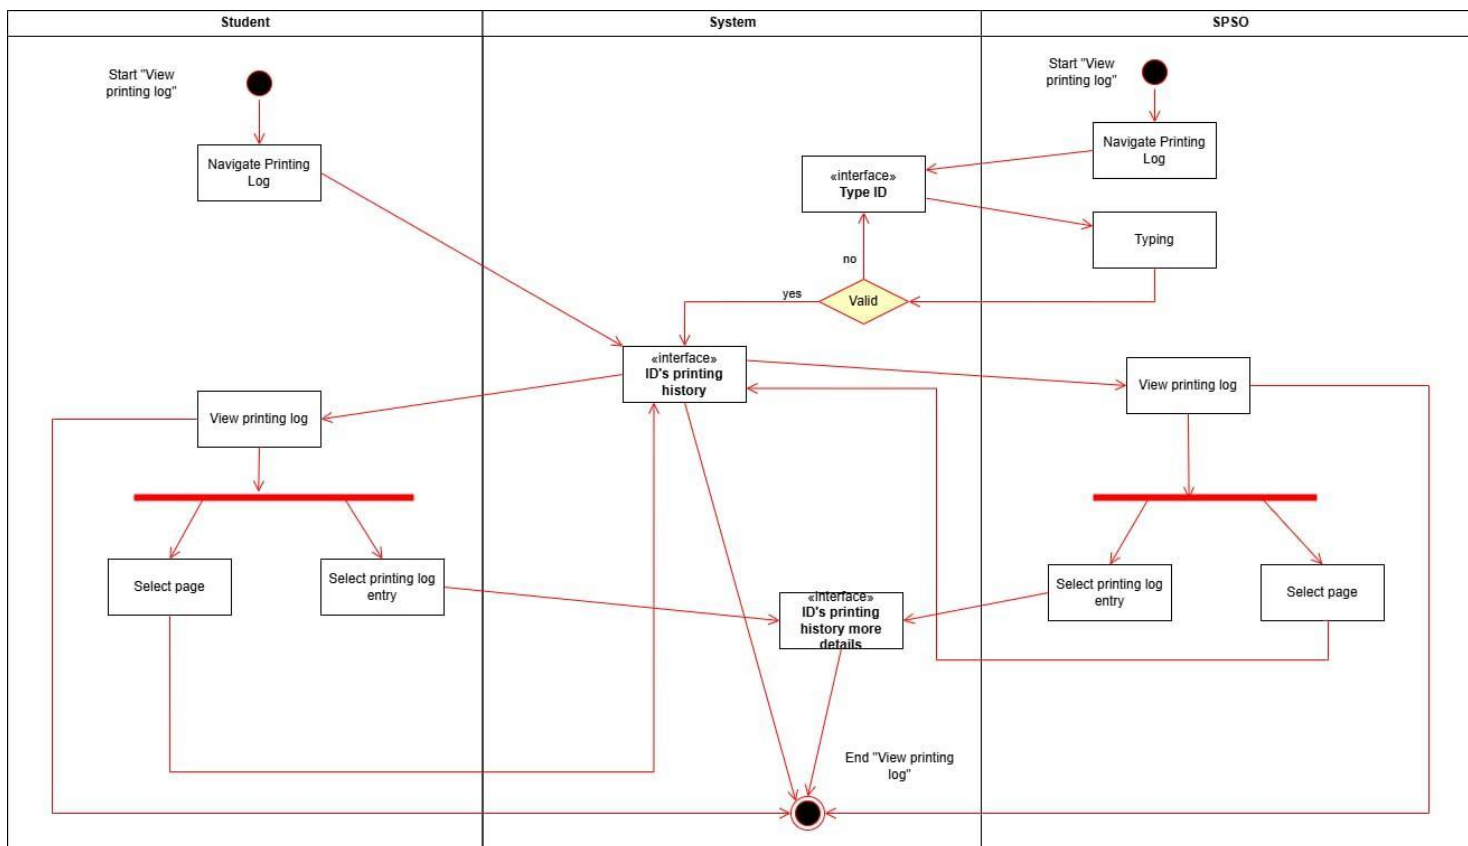 Student
System
SPSO
Start "View
printing log"
Start "View
printing log"
Navigate Printing
Log
Navigate Printing
Log
«interface»
Type ID
Typing
no
yes
Valid
«interface»
ID's printing
history
View printing log
View printing log
Select page
Select printing log
entry
«interface»
ID's printing
history more
details
Select printing log
entry
Select page
End "View printing
log"